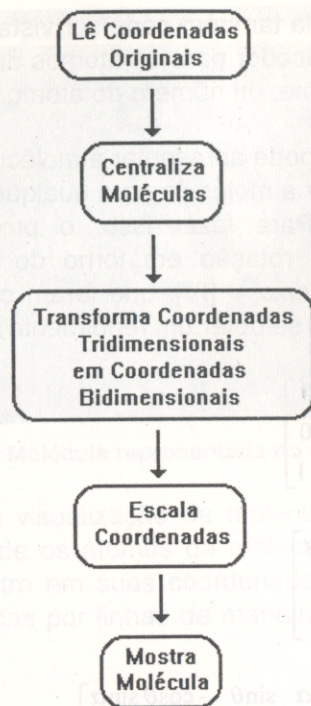 Lê Coordenadas
Originais
Centraliza
Moléculas
Transforma Coordenadas
Tridimensionais
em Coordenadas
Bidimensionais
Escala
Coordenadas
Mostra
Molécula